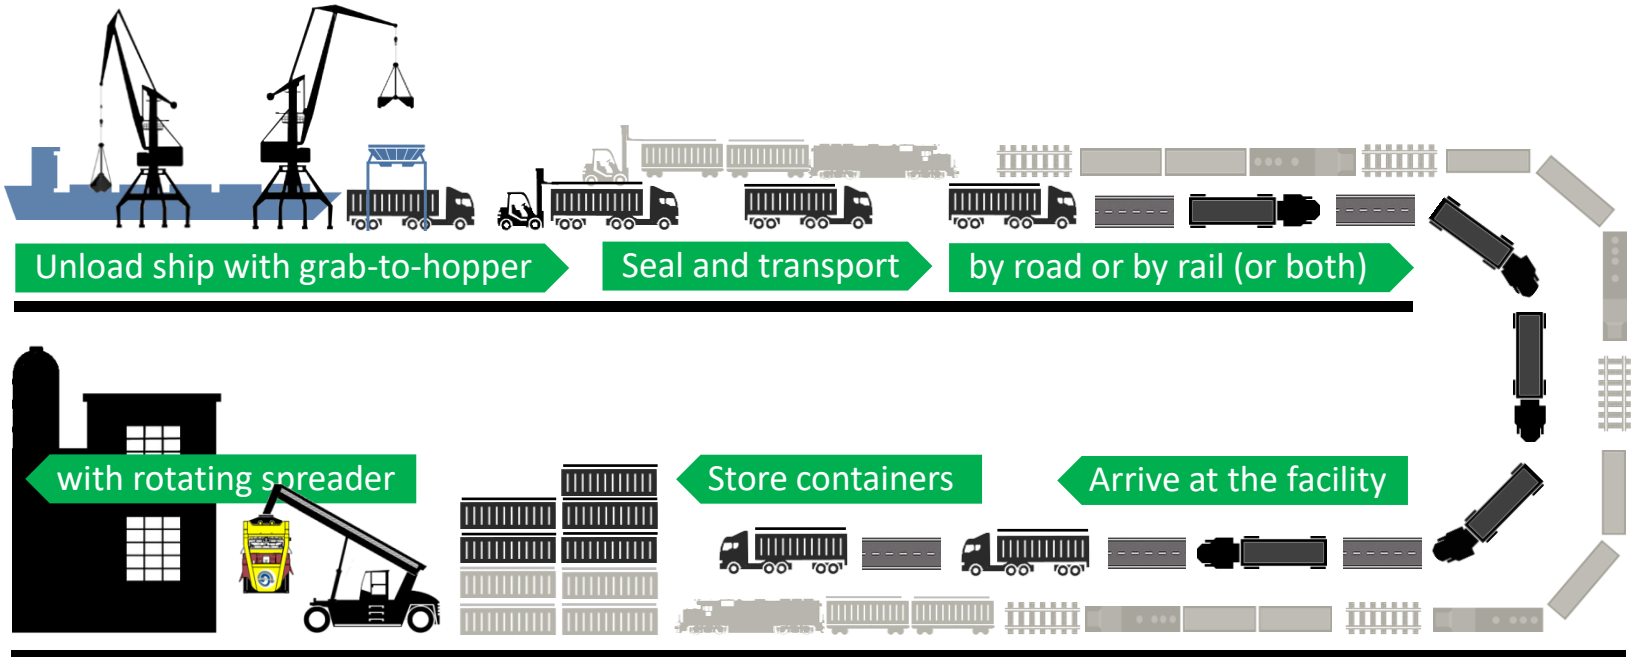 Unload ship with grab-to-hopper
Seal and transport
by road or by rail (or both)
Arrive at the facility
Store containers
with rotating spreader